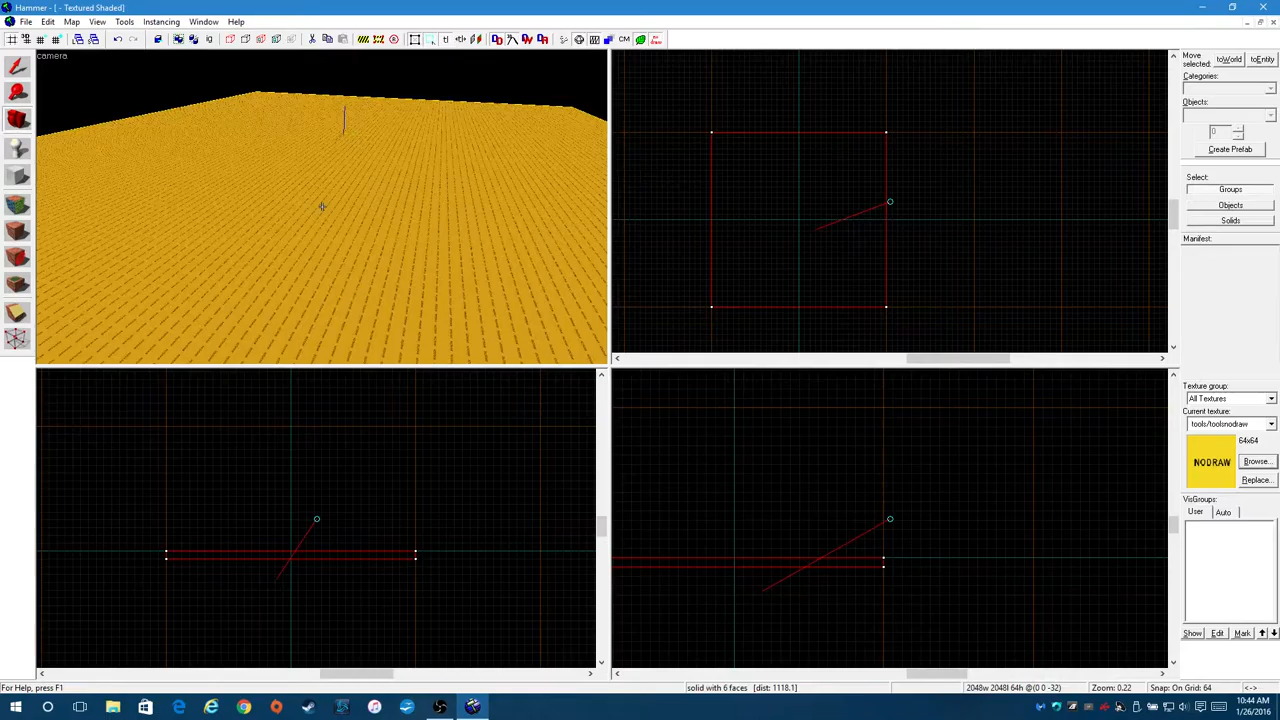 Hammer - [ - Textured Shaded]
File Edit Map View Tools Instancing Window Help
camera
Move selected:
toWorld
toEntity
Categories:
Objects:
0
Create Prefab
Select:
Groups
Objects
Solids
Manifest:
Texture group:
All Textures
Current texture:
tools/toolsnodraw
64x64
NODRAW
Browse...
Replace...
VisGroups:
User Auto
Show Edit Mark
For Help, press F1
solid with 6 faces [dist: 1118.1]
2048w 2048l 64h @(0 0 -32)
Zoom: 0.22
Snap: On Grid: 64
<->
10:44 AM
1/26/2016